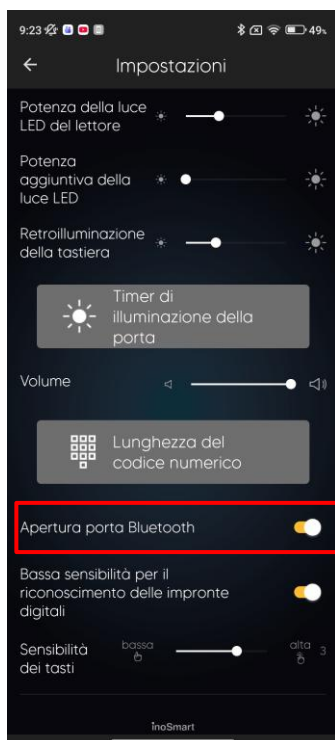 9:23
49%
Impostazioni
Potenza della luce
LED del lettore
Potenza
aggiuntiva della
luce LED
Retroilluminazione
della tastiera
Timer di
illuminazione della
porta
Volume
Lunghezza del
codice numerico
Apertura porta Bluetooth
Bassa sensibilità per il
riconoscimento delle impronte
digitali
Sensibilità
dei tasti
bassa
alta
3
inoSmart